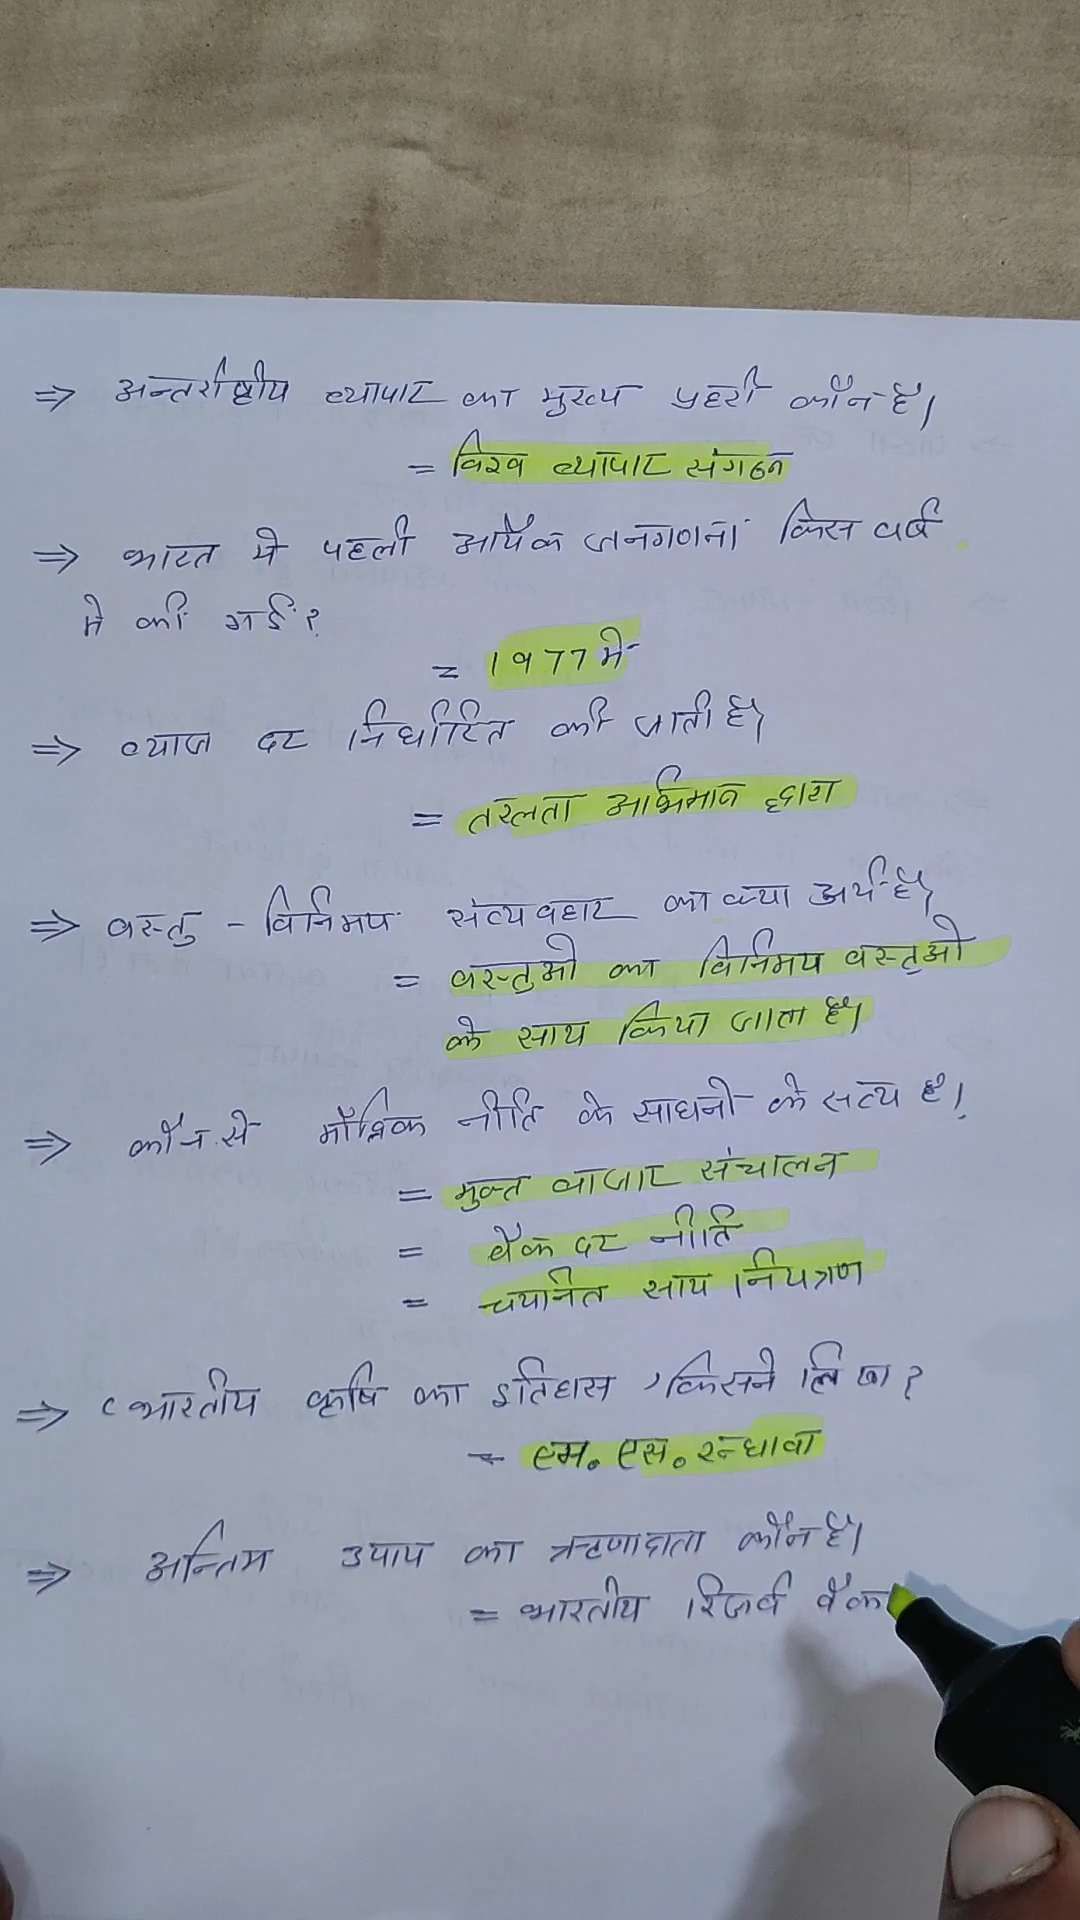 ⇒ अन्तर्राष्ट्रीय व्यापार का मुख्य प्रहरी कौन है।
= विश्व व्यापार संगठन
⇒ भारत मे पहली आर्थिक जनगणना किस वर्ष
मे की गई?
= 1977 मे
⇒ ब्याज दर निर्धारित की जाती है।
= तरलता अधिमान द्वारा
⇒ वस्तु - विनिमय संव्यवहार का क्या अर्थ है।
= वस्तुओ का विनिमय वस्तुओ
के साथ किया जाता है।
⇒ कौन से मौद्रिक नीति के साधनो के सत्य है।
= मुक्त बाजार संचालन
= बैंक दर नीति
= चयनित साख नियत्रण
⇒ ‘भारतीय कृषि का इतिहास’ किसने लिखा?
= एम. एस. रन्धावा
⇒ अन्तिम उपाय का ऋणदाता कौन है।
= भारतीय रिजर्व बैंक